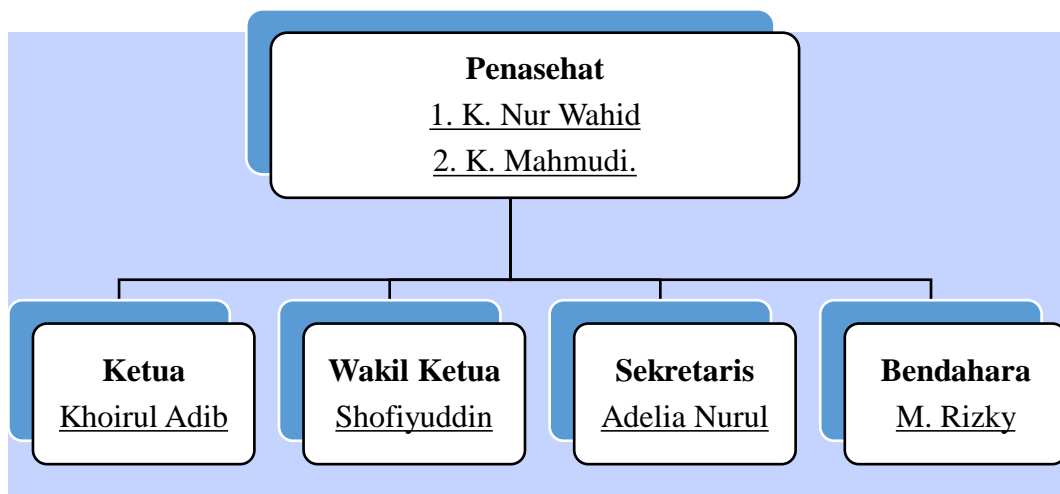 Penasehat
1. K. Nur Wahid
2. K. Mahmudi.
Ketua
Khoirul Adib
Wakil Ketua
Shofiyuddin
Sekretaris
Adelia Nurul
Bendahara
M. Rizky